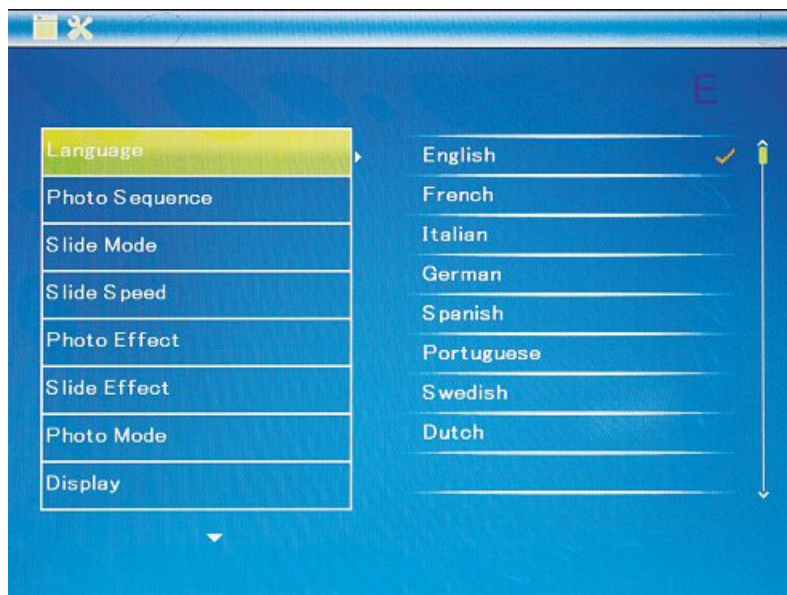 E
Language
Photo Sequence
Slide Mode
Slide Speed
Photo Effect
Slide Effect
Photo Mode
Display
English
French
Italian
German
Spanish
Portuguese
Swedish
Dutch